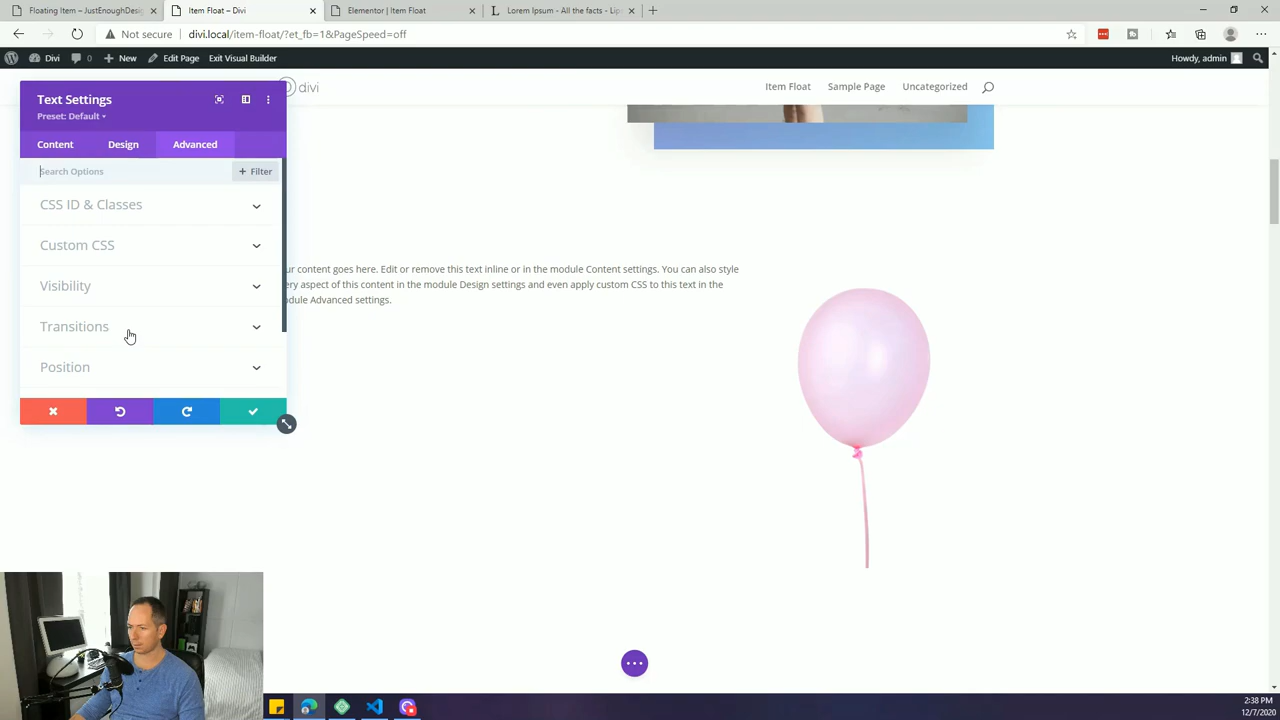 Floating Item – JustEnoughDesig
Item Float – Divi
Elementor | Item Float
Lorem Ipsum - All the facts - Lip
Not secure
divi.local/item-float/?et_fb=1&PageSpeed=off
Divi
0
New
Edit Page
Exit Visual Builder
Howdy, admin
Text Settings
Preset: Default
divi
Item Float
Sample Page
Uncategorized
Content
Design
Advanced
Search Options
+ Filter
CSS ID & Classes
Custom CSS
Visibility
Transitions
Position
ur content goes here. Edit or remove this text inline or in the module Content settings. You can also style
ery aspect of this content in the module Design settings and even apply custom CSS to this text in the
odule Advanced settings.
2:38 PM
12/7/2020